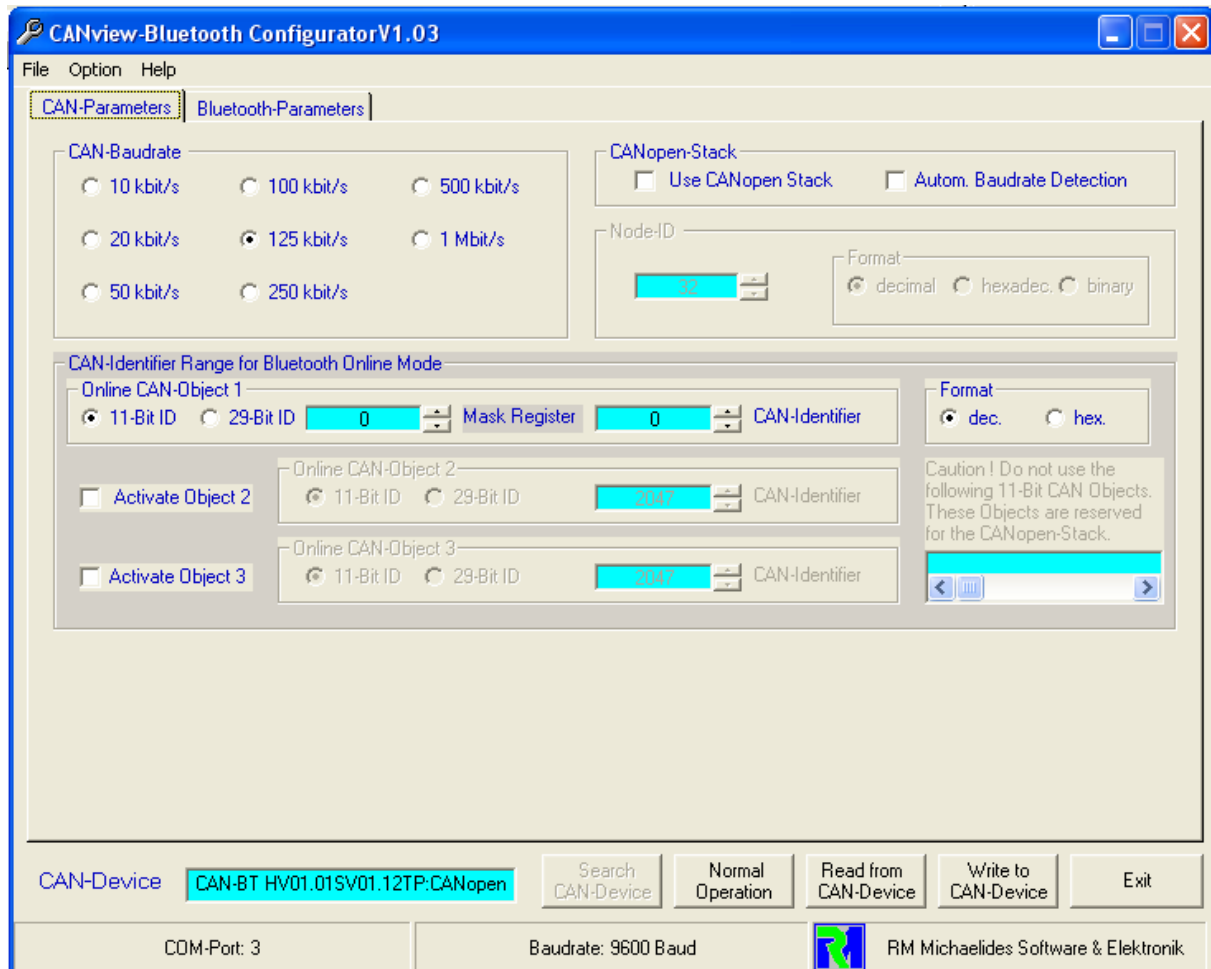 CANview-Bluetooth ConfiguratorV1.03
File Option Help
CAN-Parameters Bluetooth-Parameters
CAN-Baudrate
10 kbit/s 100 kbit/s 500 kbit/s
20 kbit/s 125 kbit/s 1 Mbit/s
50 kbit/s 250 kbit/s
CANopen-Stack
Use CANopen Stack Autom. Baudrate Detection
Node-ID
32
Format
decimal hexadec. binary
CAN-Identifier Range for Bluetooth Online Mode
Online CAN-Object 1
11-Bit ID 29-Bit ID 0 Mask Register 0 CAN-Identifier
Format
dec. hex.
Activate Object 2
Online CAN-Object 2
11-Bit ID 29-Bit ID 2047 CAN-Identifier
Activate Object 3
Online CAN-Object 3
11-Bit ID 29-Bit ID 2047 CAN-Identifier
Caution ! Do not use the
following 11-Bit CAN Objects.
These Objects are reserved
for the CANopen-Stack.
CAN-Device CAN-BT HV01.01SV01.12TP:CANopen
Search
CAN-Device
Normal
Operation
Read from
CAN-Device
Write to
CAN-Device
Exit
COM-Port: 3 Baudrate: 9600 Baud RM RM Michaelides Software & Elektronik